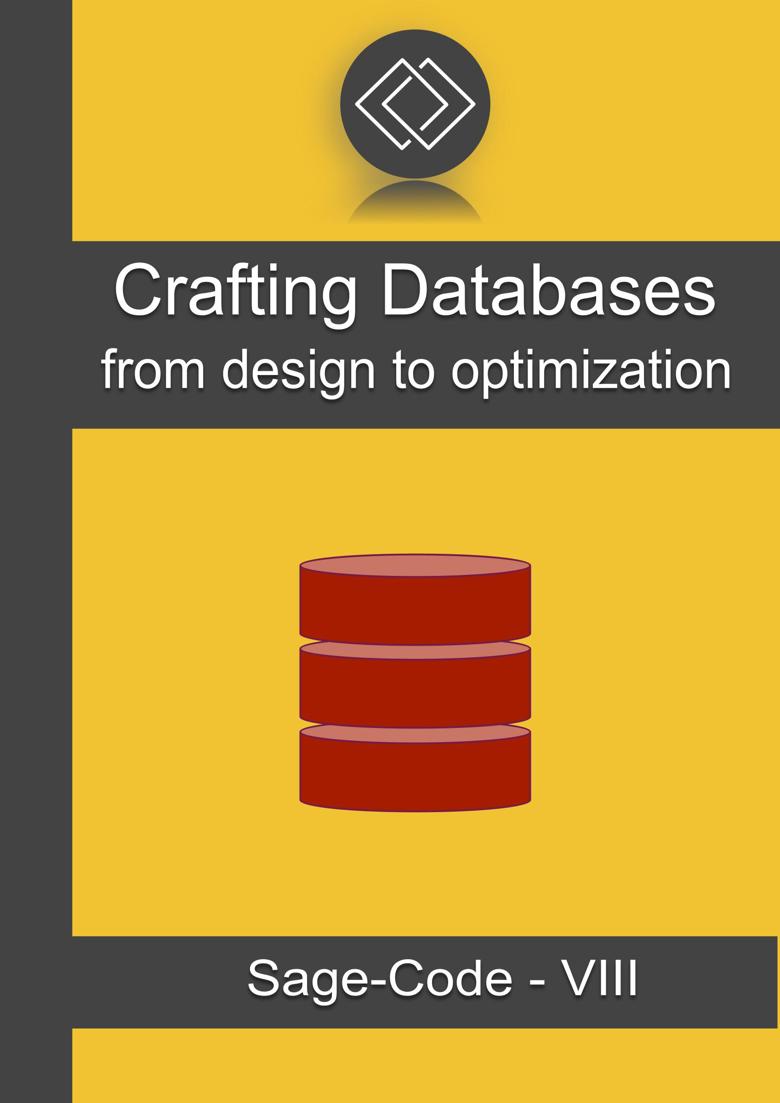 Crafting Databases
from design to optimization
Sage-Code - VIII